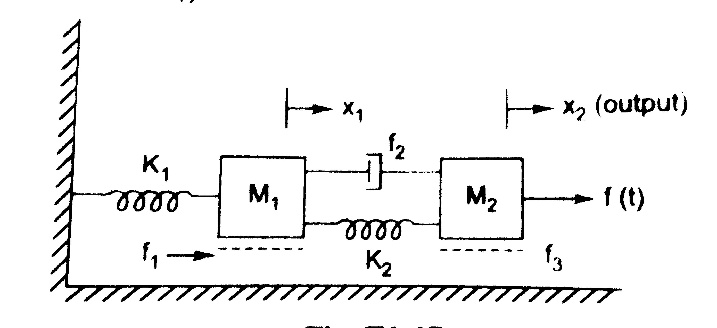 x₁
x₂ (output)
f₂
K₁
M₁
M₂
f (t)
f₁
K₂
f₃